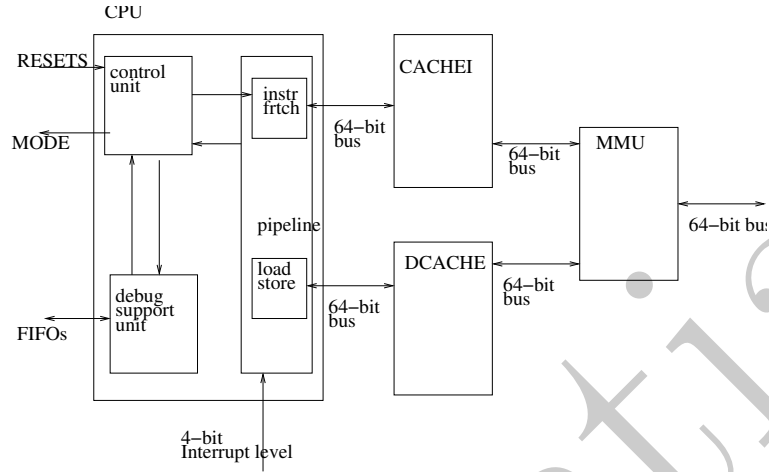 CPU
RESETS
control
unit
MODE
instr
frtch
CACHEI
64-bit
bus
64-bit
bus
MMU
64-bit bus
pipeline
load
store
DCACHE
64-bit
bus
64-bit
bus
debug
support
unit
FIFOs
4-bit
Interrupt level